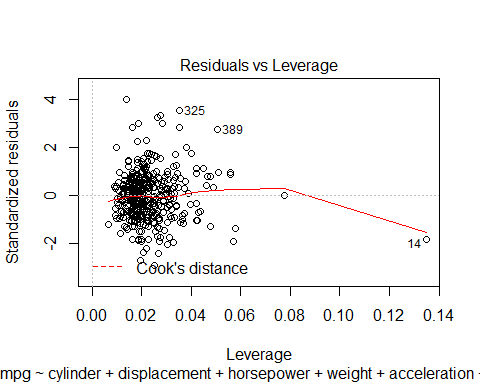 Residuals vs Leverage
Standardized residuals
4
2
0
-2
325
389
14
Cook's distance
0.00 0.02 0.04 0.06 0.08 0.10 0.12 0.14
Leverage
mpg ~ cylinder + displacement + horsepower + weight + acceleration -